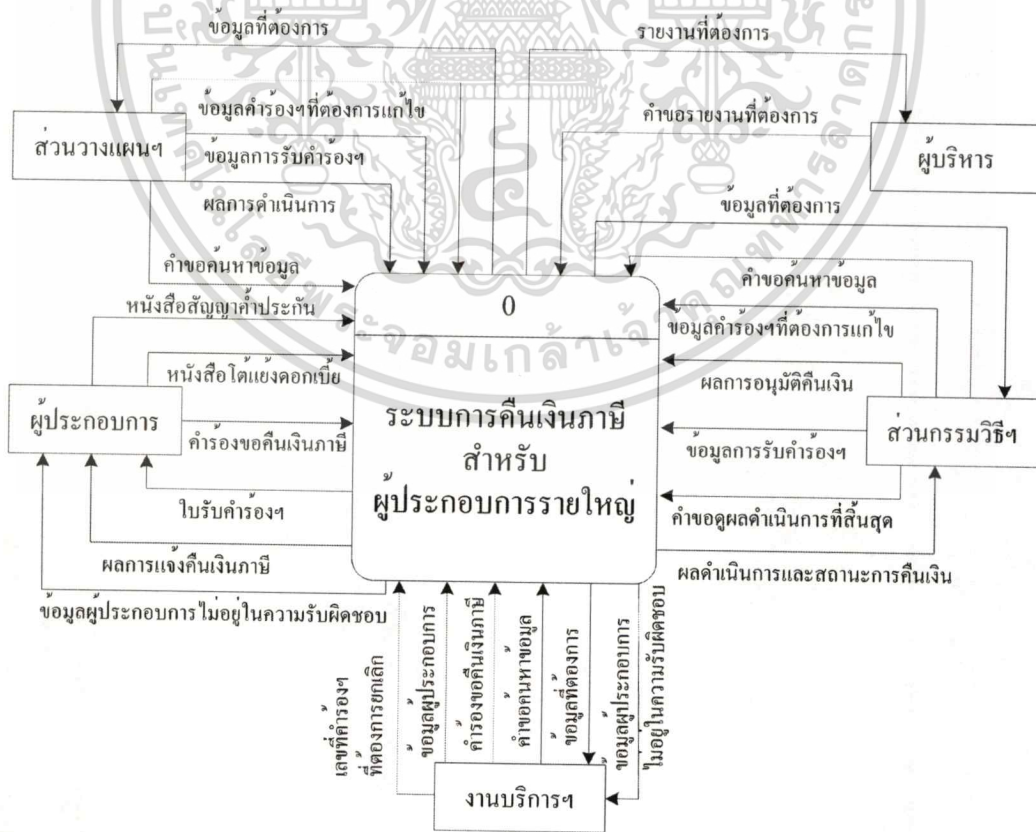 ข้อมูลที่ต้องการ
รายงานที่ต้องการ
ข้อมูลคำร้องฯที่ต้องการแก้ไข
คำขอรายงานที่ต้องการ
ส่วนวางแผนฯ
ข้อมูลการรับคำร้องฯ
ผู้บริหาร
ผลการดำเนินการ
ข้อมูลที่ต้องการ
คำขอค้นหาข้อมูล
คำขอค้นหาข้อมูล
หนังสือสัญญาค้ำประกัน
0
ข้อมูลคำร้องฯที่ต้องการแก้ไข
หนังสือโต้แย้งดอกเบี้ย
ผลการอนุมัติคืนเงิน
ผู้ประกอบการ
คำร้องขอคืนเงินภาษี
ระบบการคืนเงินภาษี
สำหรับ
ผู้ประกอบการรายใหญ่
ส่วนกรรมวิธีฯ
ข้อมูลการรับคำร้องฯ
ใบรับคำร้องฯ
คำขอดูผลดำเนินการที่สิ้นสุด
ผลการแจ้งคืนเงินภาษี
ผลดำเนินการและสถานะการคืนเงิน
ข้อมูลผู้ประกอบการไม่อยู่ในความรับผิดชอบ
เลขที่คำร้องฯ
ที่ต้องการยกเลิก
ข้อมูลผู้ประกอบการ
คำร้องขอคืนเงินภาษี
คำขอค้นหาข้อมูล
ข้อมูลที่ต้องการ
ข้อมูลผู้ประกอบการ
ไม่อยู่ในความรับผิดชอบ
งานบริการฯ
พระจอมเกล้าเจ้าคุณทหารลาดกระ